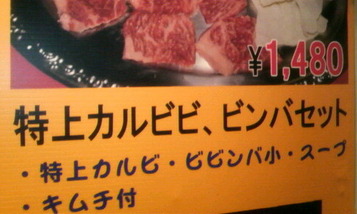 ¥1,480
特上カルビビ、ビンバセット
・特上カルビ・ビビンバ小・スープ
・キムチ付